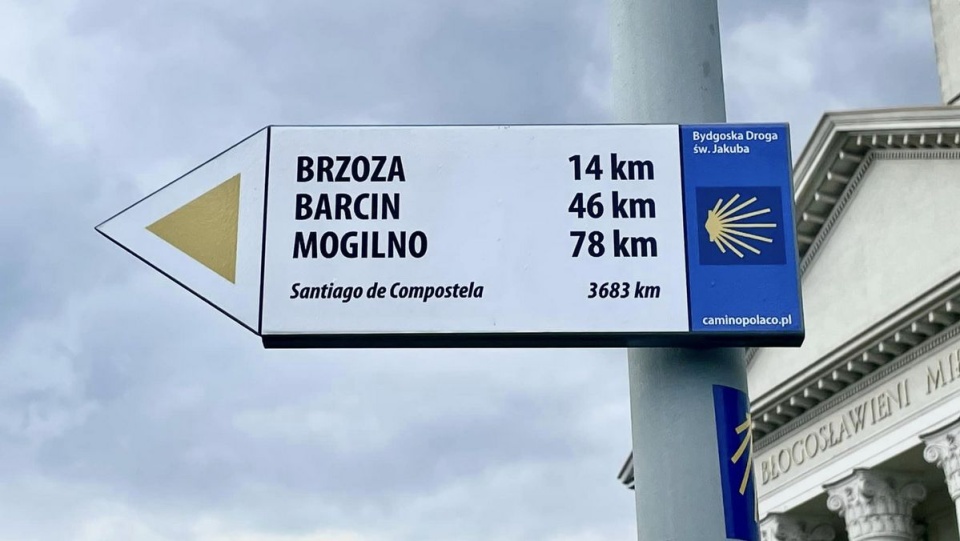 BRZOZA 14 km
BARCIN 46 km
MOGILNO 78 km
Santiago de Compostela 3683 km
Bydgoska Droga
św. Jakuba
caminopolaco.pl
BŁOGOSŁAWIENI